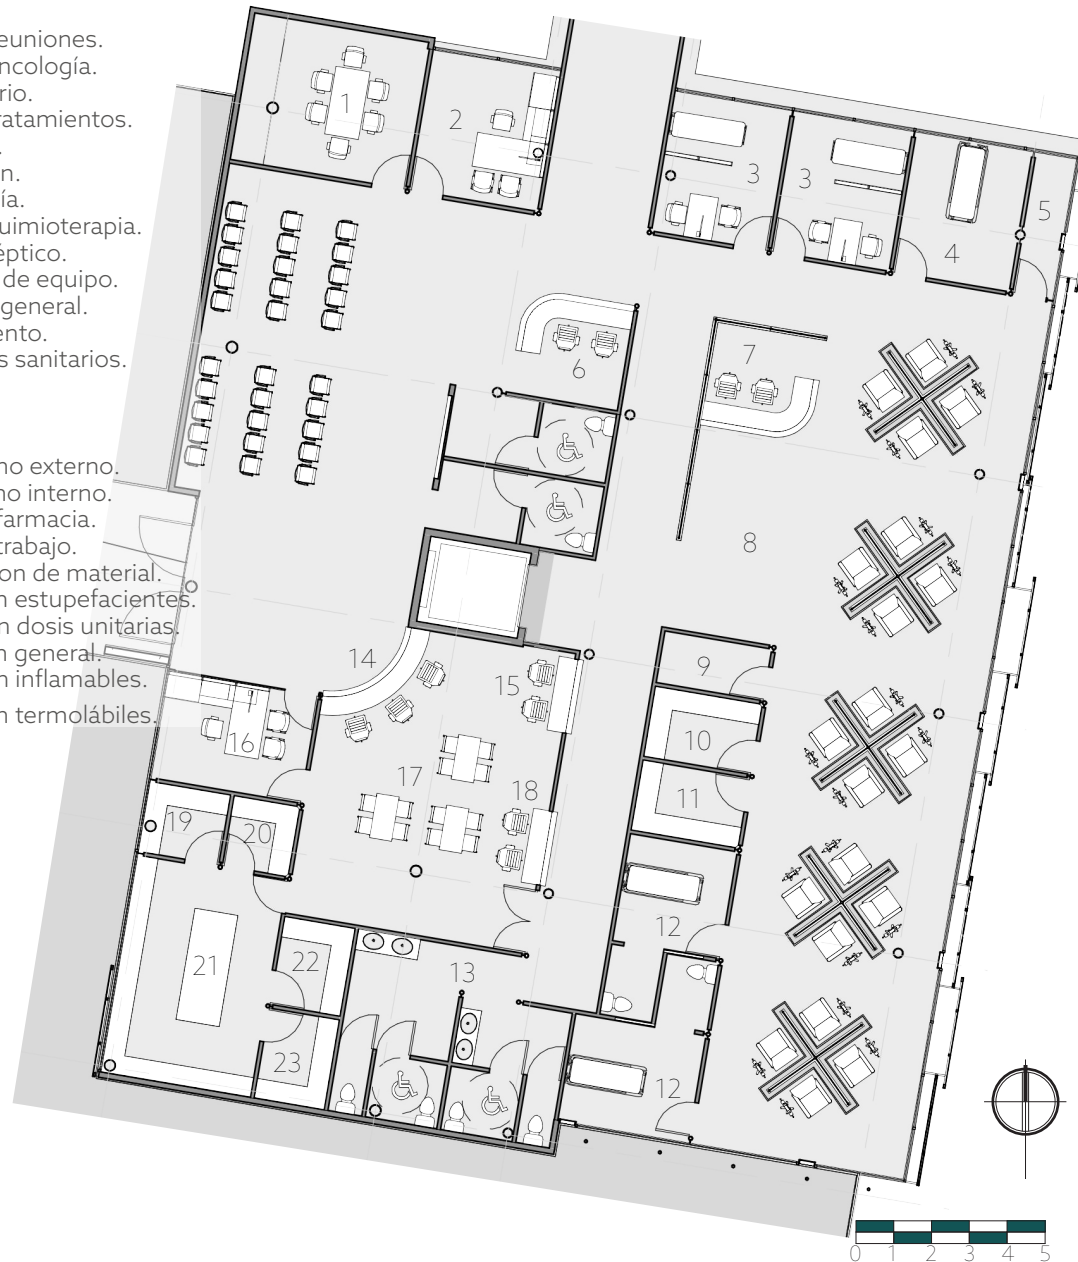 euniones.
ncología.
rio.
ratamientos.
.
n.
ía.
uimioterapia.
éptico.
de equipo.
general.
ento.
s sanitarios.
no externo.
no interno.
farmacia.
trabajo.
on de material.
n estupefacientes.
n dosis unitarias.
n general.
n inflamables.
n termolábiles.
1
2
3
3
4
5
6
7
8
9
10
11
12
12
13
14
15
16
17
18
19
20
21
22
23
0 1 2 3 4 5